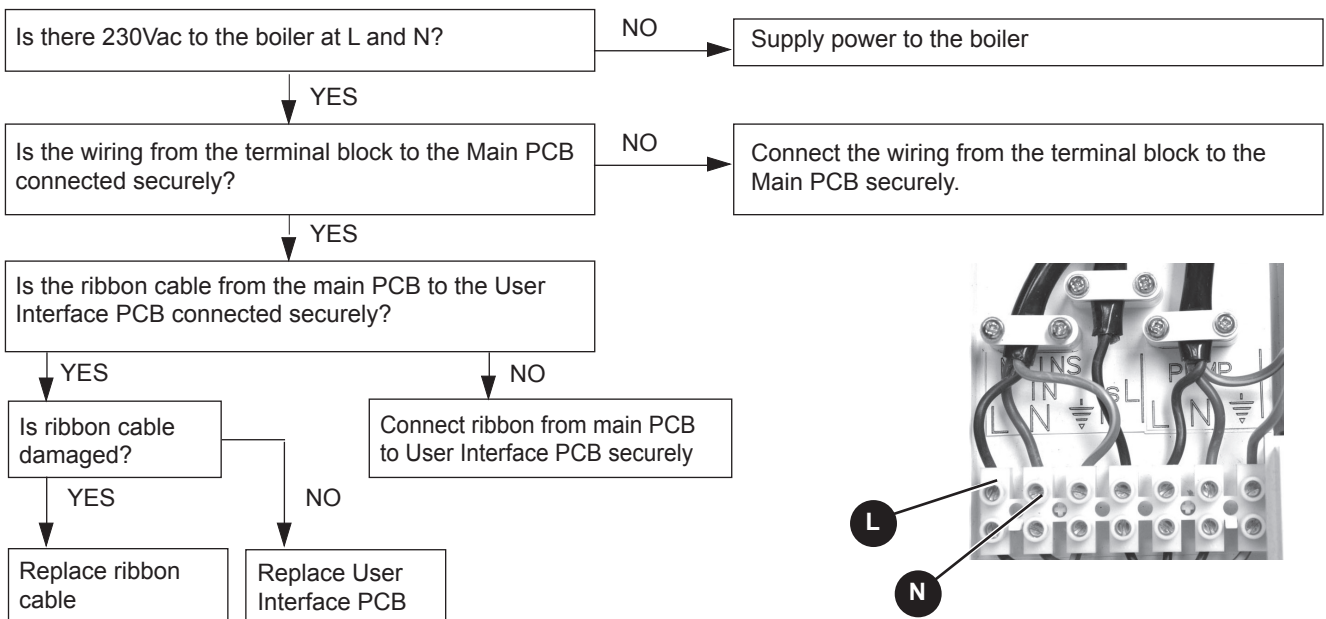 Is there 230Vac to the boiler at L and N?
NO
Supply power to the boiler
YES
Is the wiring from the terminal block to the Main PCB
connected securely?
NO
Connect the wiring from the terminal block to the
Main PCB securely.
YES
Is the ribbon cable from the main PCB to the User
Interface PCB connected securely?
YES
NO
Is ribbon cable
damaged?
Connect ribbon from main PCB
to User Interface PCB securely
YES
NO
Replace ribbon
cable
Replace User
Interface PCB
IN
L N
L
PUMP
L N
L
N